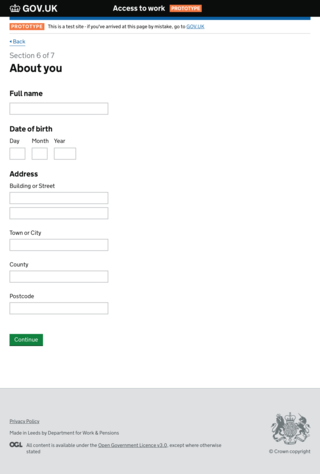 GOV.UK
Access to work PROTOTYPE
PROTOTYPE This is a test site - if you've arrived at this page by mistake, go to GOV.UK
Back
Section 6 of 7
About you
Full name
Date of birth
Day Month Year
Address
Building or Street
Town or City
County
Postcode
Continue
Privacy Policy
Made in Leeds by Department for Work & Pensions
OGL All content is available under the Open Government Licence v3.0, except where otherwise
stated
© Crown copyright